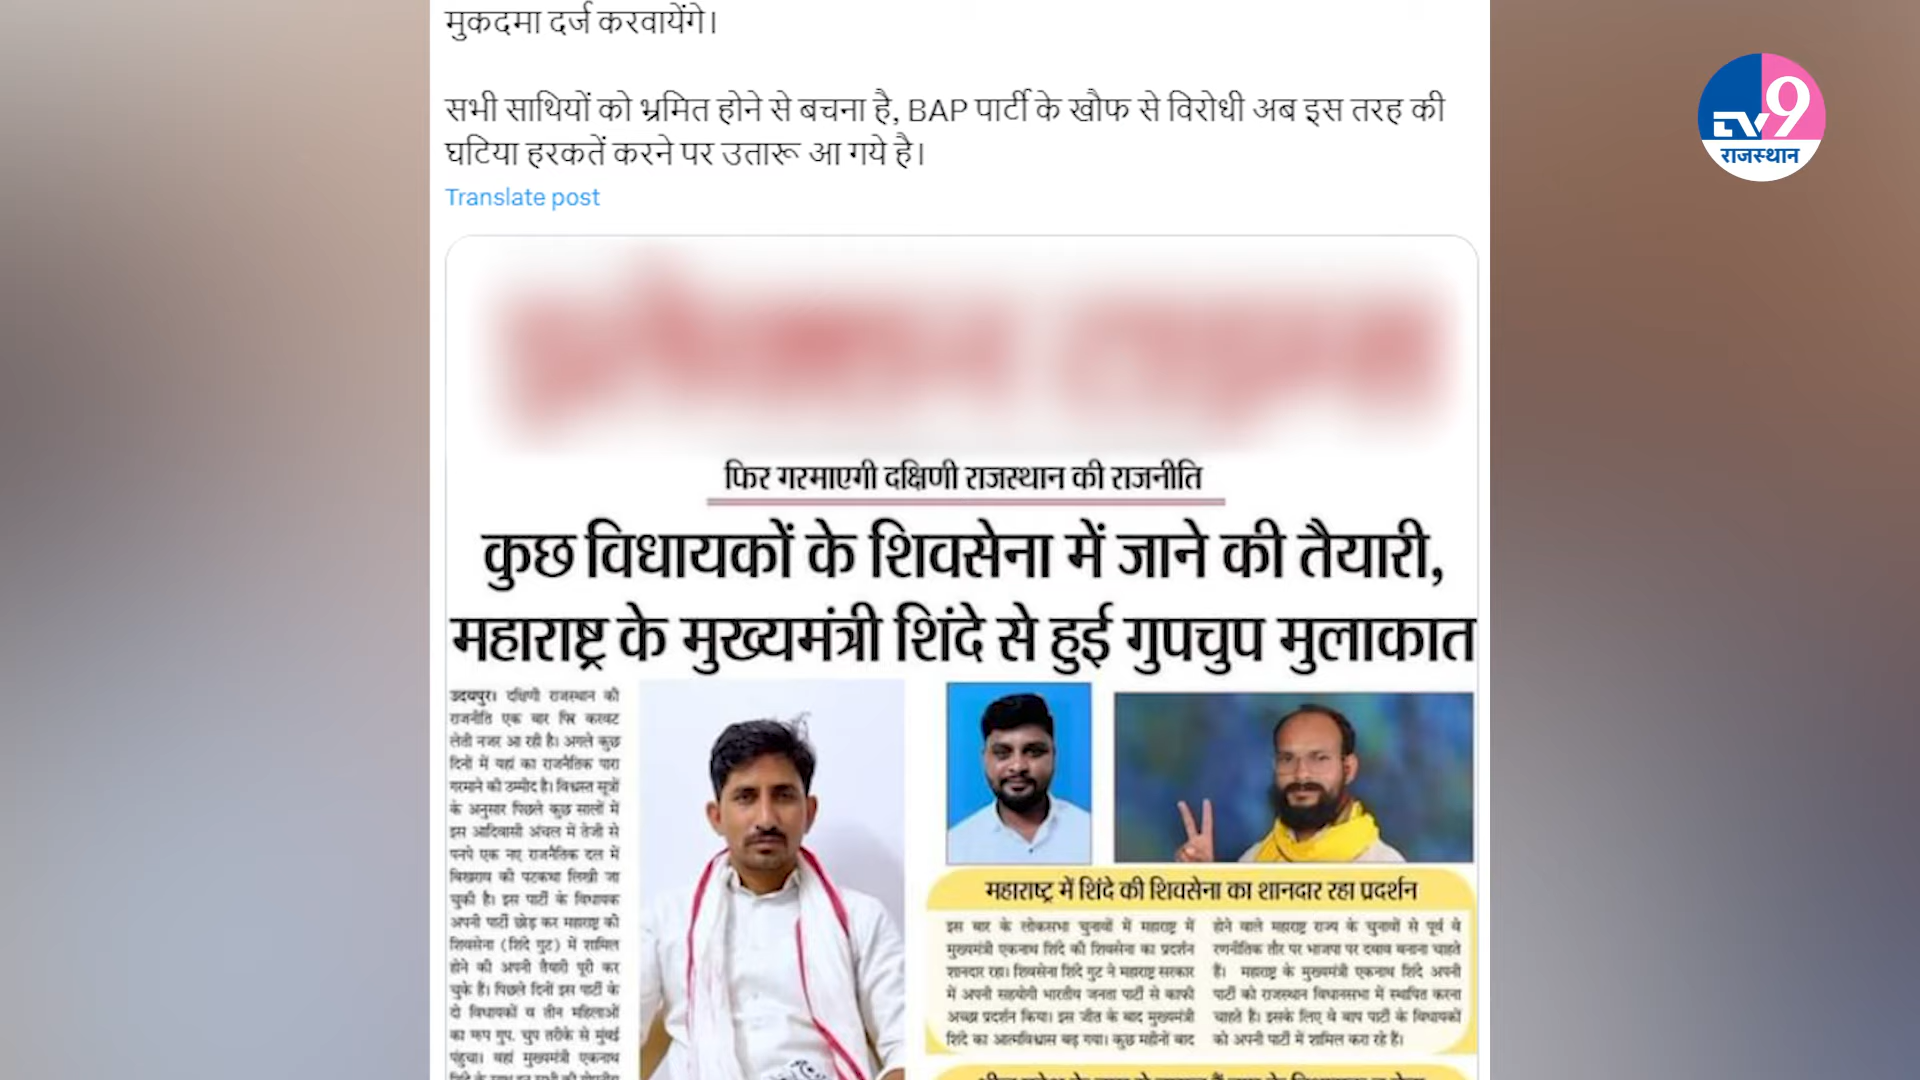 मुकदमा दर्ज करवायेंगे।
सभी साथियों को भ्रमित होने से बचना है, BAP पार्टी के खौफ से विरोधी अब इस तरह की
घटिया हरकतें करने पर उतारू आ गये है।
Translate post
TV9
राजस्थान
फिर गरमाएगी दक्षिणी राजस्थान की राजनीति
कुछ विधायकों के शिवसेना में जाने की तैयारी,
महाराष्ट्र के मुख्यमंत्री शिंदे से हुई गुपचुप मुलाकात
उदयपुर। दक्षिणी राजस्थान की
राजनीति एक बार फिर करवट
लेती नजर आ रही है। अगले कुछ
दिनों में यहां का राजनैतिक पारा
गरमाने की उम्मीद है। विश्वस्त सूत्रों
के अनुसार पिछले कुछ सालों में
इस आदिवासी अंचल में तेजी से
पनपे एक नए राजनैतिक दल में
बिखराव की पटकथा लिखी जा
चुकी है। इस पार्टी के विधायक
अपनी पार्टी छोड़ कर महाराष्ट्र की
शिवसेना (शिंदे गुट) में शामिल
होने की अपनी तैयारी पूरी कर
चुके हैं। पिछले दिनों इस पार्टी के
दो विधायकों व तीन महिलाओं
का रूप गुप. चुप तरीके से मुंबई
पंहुचा। वहां मुख्यमंत्री एकनाथ
महाराष्ट्र में शिंदे की शिवसेना का शानदार रहा प्रदर्शन
इस बार के लोकसभा चुनावों में महाराष्ट्र में
मुख्यमंत्री एकनाथ शिंदे की शिवसेना का प्रदर्शन
शानदार रहा। शिवसेना शिंदे गुट ने महाराष्ट्र सरकार
में अपनी सहयोगी भारतीय जनता पार्टी से काफी
अच्छा प्रदर्शन किया। इस जीत के बाद मुख्यमंत्री
शिंदे का आत्मविश्वास बढ़ गया। कुछ महीनों बाद
होने वाले महाराष्ट्र राज्य के चुनावों से पूर्व वे
रणनीतिक तौर पर भाजपा पर दबाव बनाना चाहते
हैं। महाराष्ट्र के मुख्यमंत्री एकनाथ शिंदे अपनी
पार्टी को राजस्थान विधानसभा में स्थापित करना
चाहते है। इसके लिए वे बाप पार्टी के विधायकों
को अपनी पार्टी में शामिल करा रहे हैं।